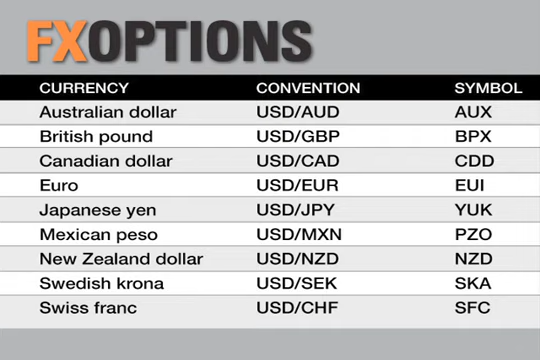 FXOPTIONS
CURRENCY CONVENTION SYMBOL
Australian dollar USD/AUD AUX
British pound USD/GBP BPX
Canadian dollar USD/CAD CDD
Euro USD/EUR EUI
Japanese yen USD/JPY YUK
Mexican peso USD/MXN PZO
New Zealand dollar USD/NZD NZD
Swedish krona USD/SEK SKA
Swiss franc USD/CHF SFC